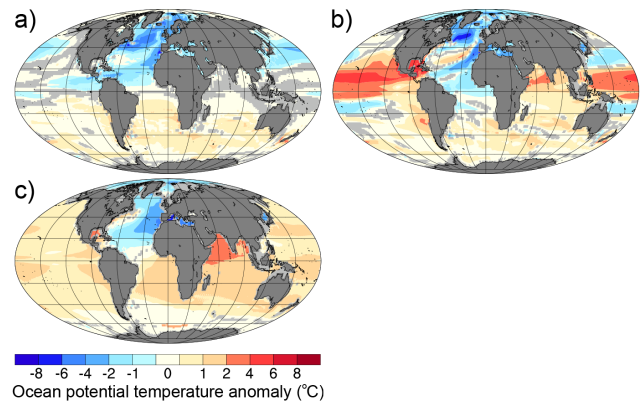 a)
b)
c)
-8 -6 -4 -2 -1 0 1 2 4 6 8
Ocean potential temperature anomaly (°C)